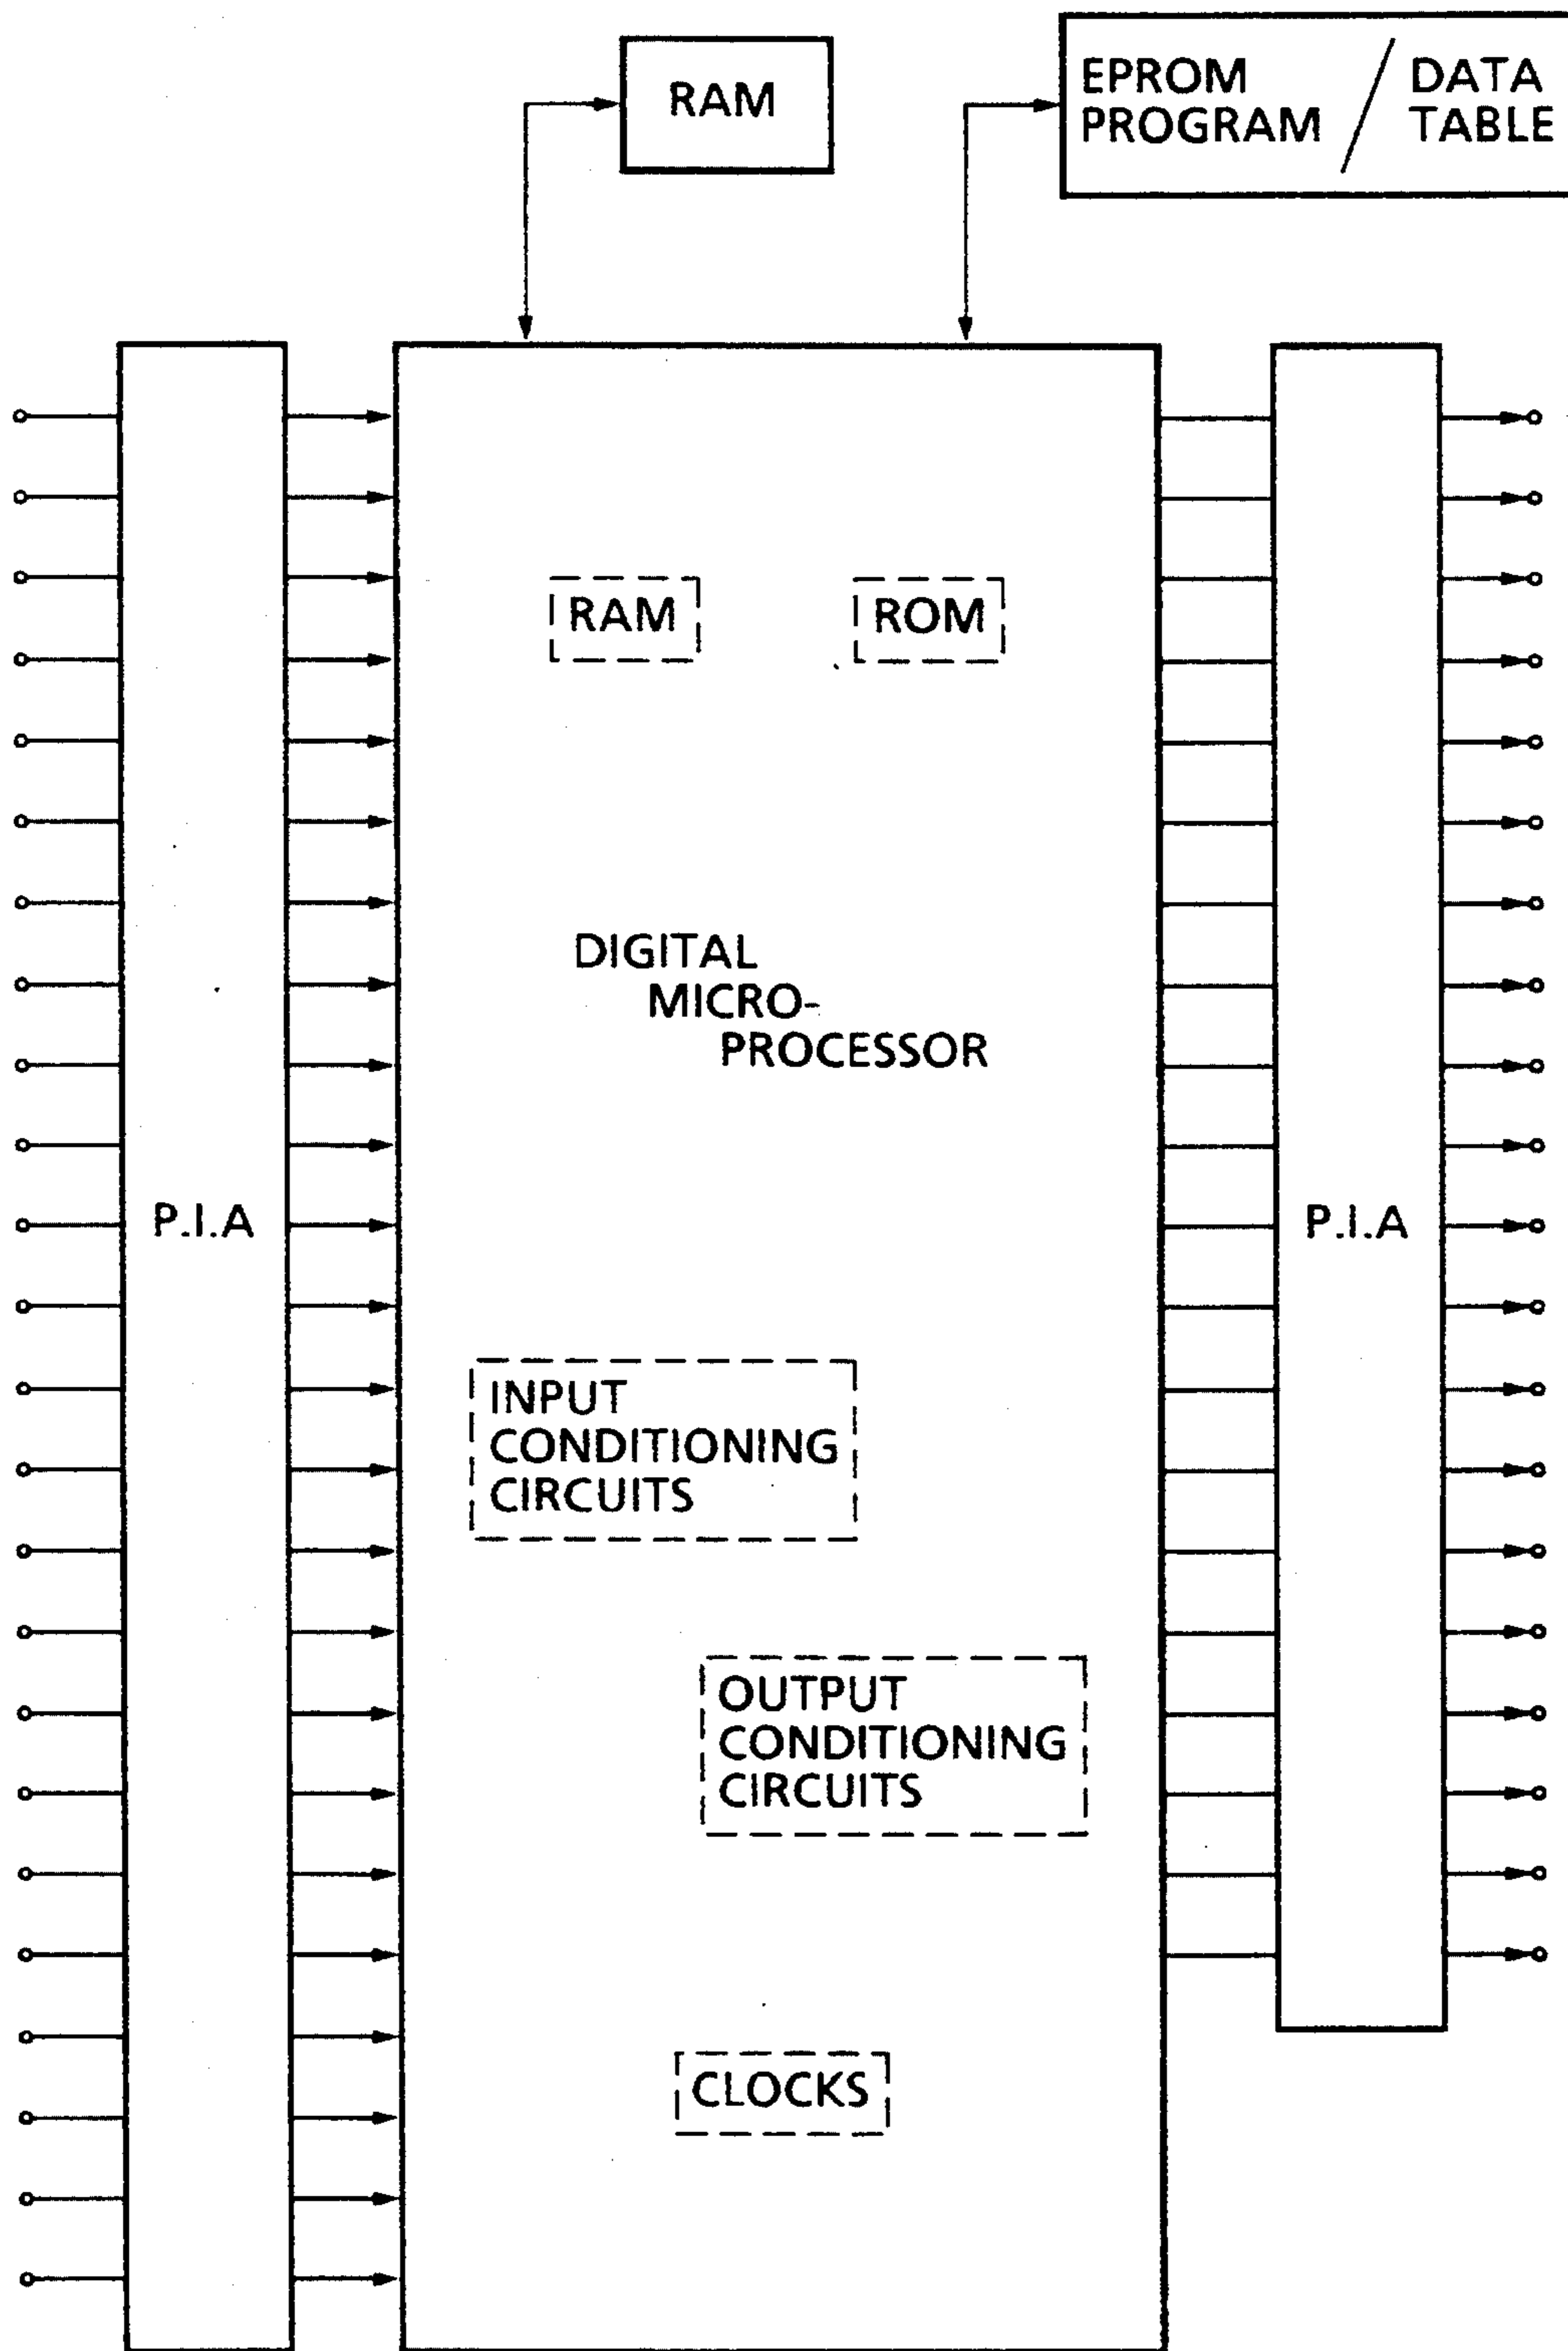 RAM
EPROM PROGRAM / DATA TABLE
RAM
ROM
DIGITAL
MICRO-
PROCESSOR
P.I.A
P.I.A
INPUT
CONDITIONING
CIRCUITS
OUTPUT
CONDITIONING
CIRCUITS
CLOCKS